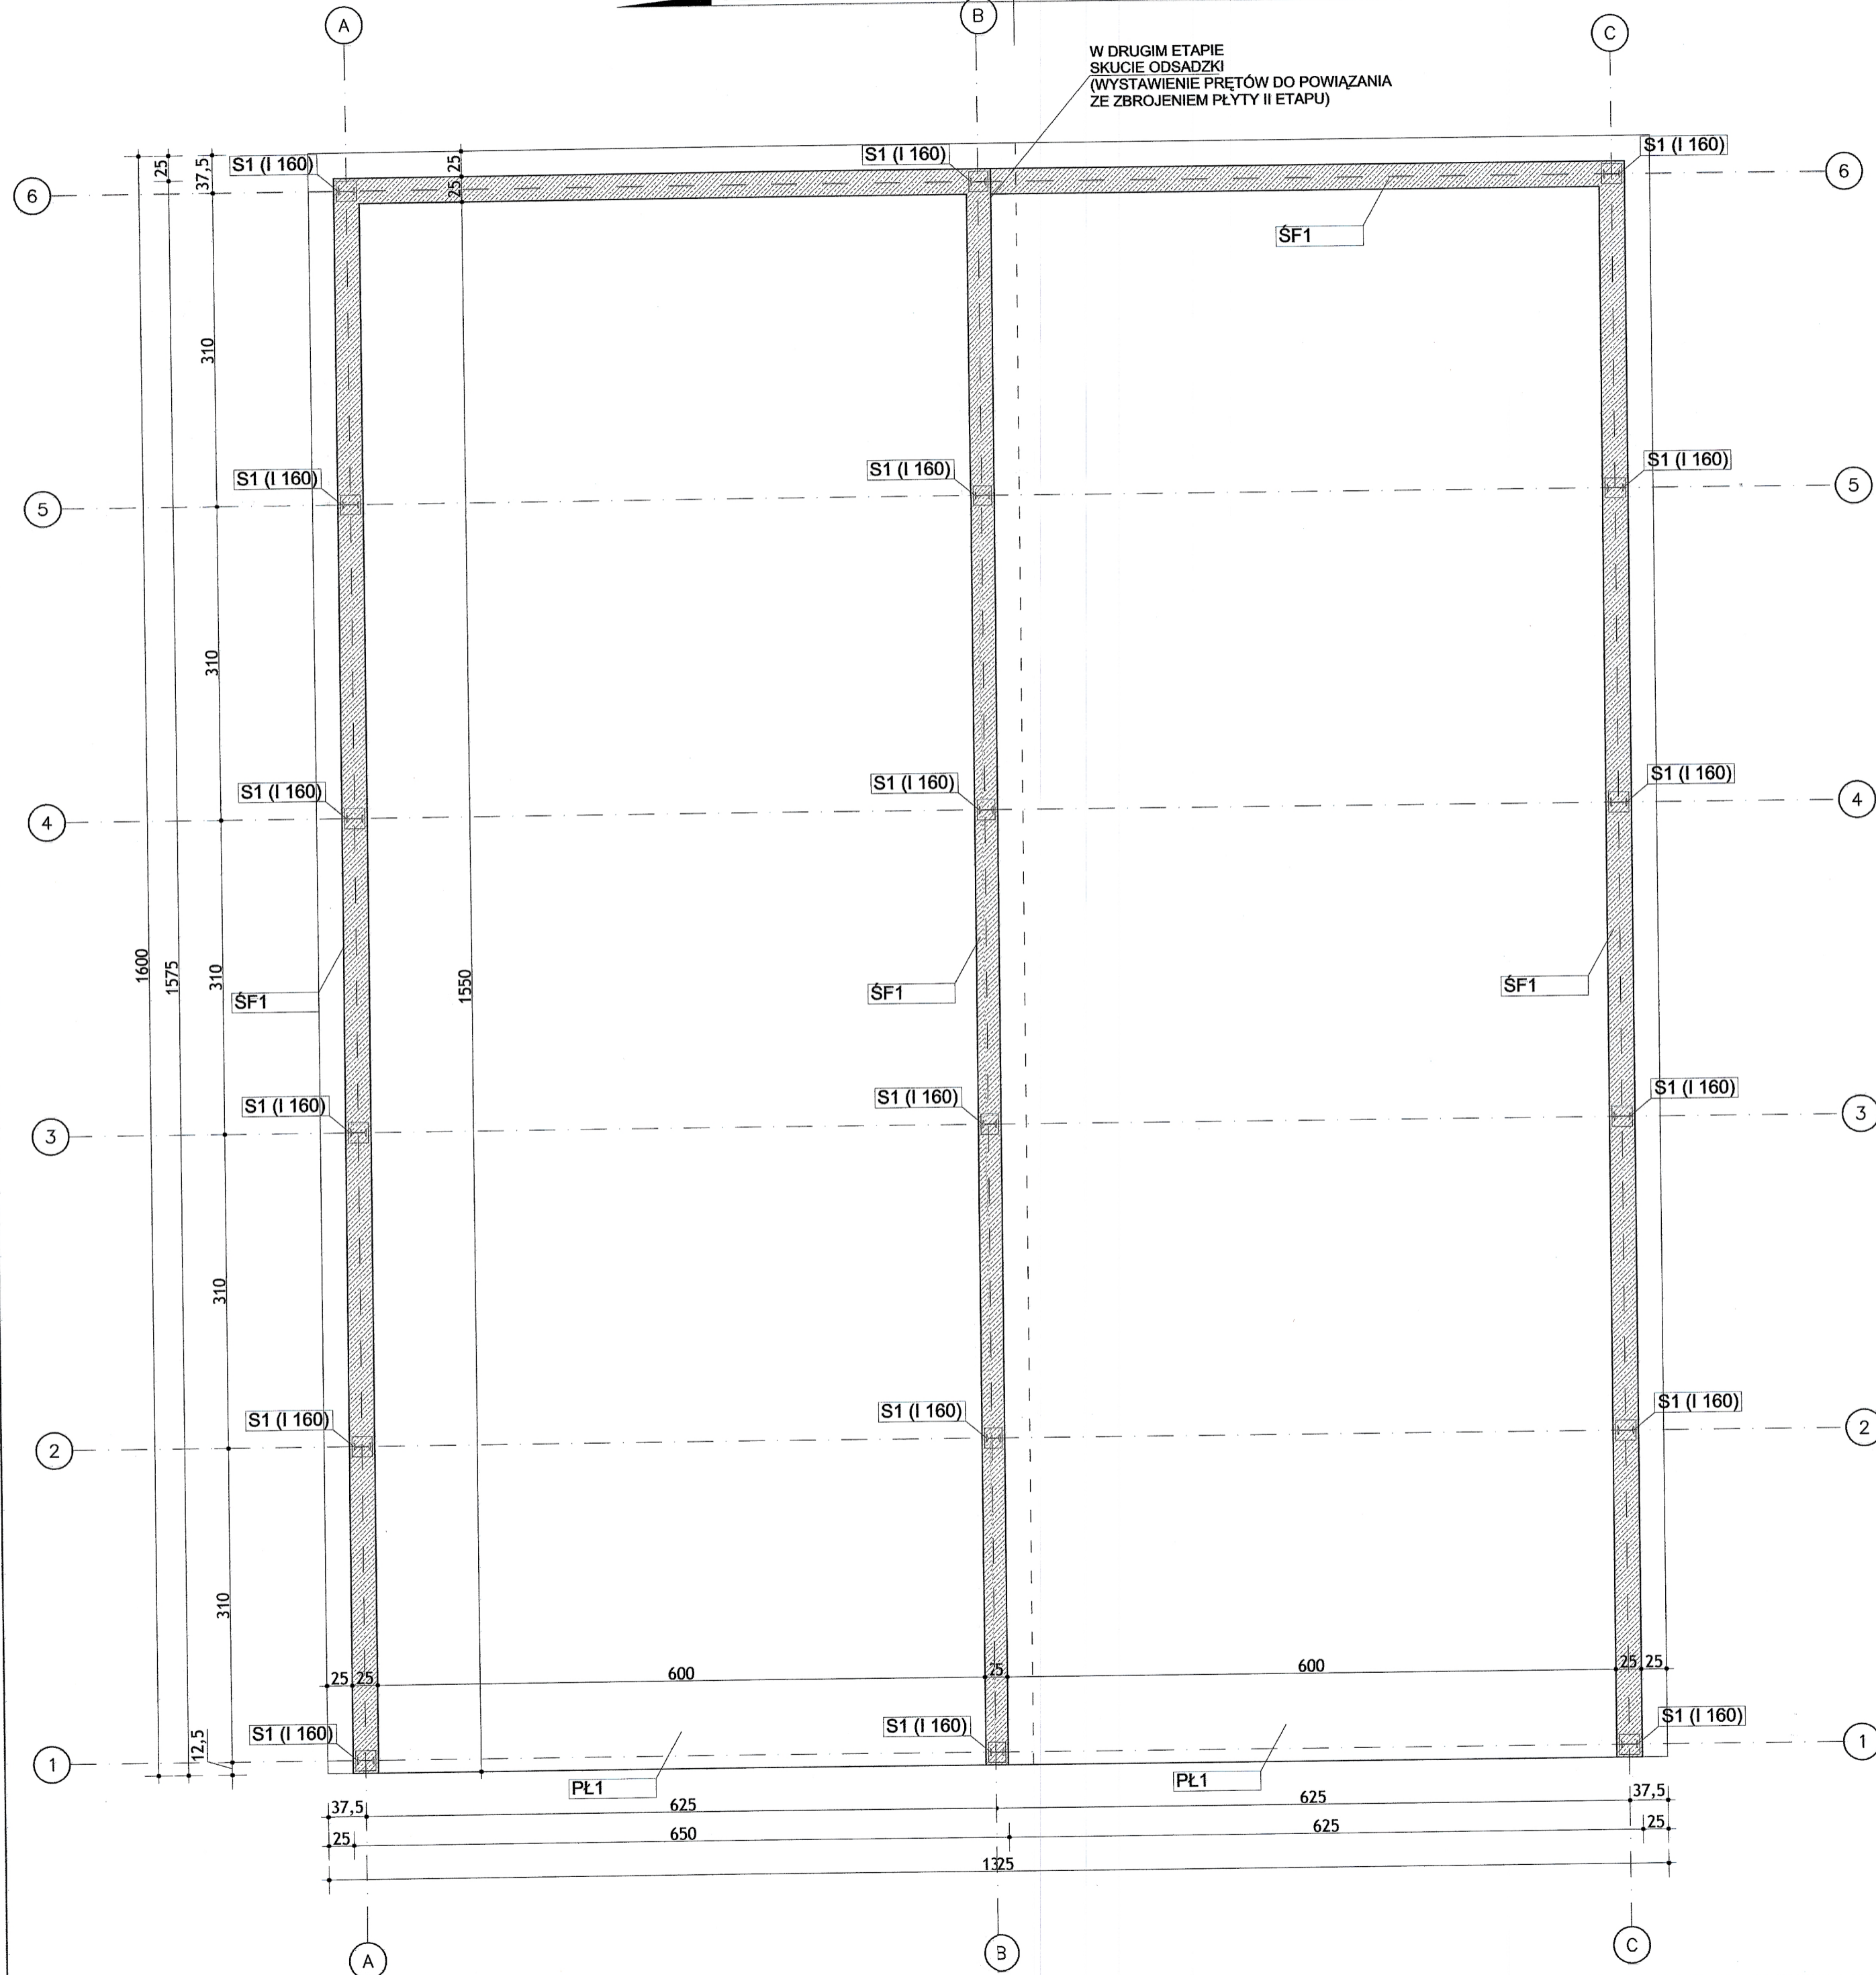 A
B
C
W DRUGIM ETAPIE
SKUCIE ODSADZKI
(WYSTAWIENIE PRĘTÓW DO POWIĄZANIA
ZE ZBROJENIEM PŁYTY II ETAPU)
25
37,5
25
S1 (I 160)
S1 (I 160)
S1 (I 160)
6
25
6
ŚF1
310
S1 (I 160)
S1 (I 160)
S1 (I 160)
5
5
310
S1 (I 160)
S1 (I 160)
S1 (I 160)
4
4
1600
1575
310
1550
ŚF1
ŚF1
ŚF1
S1 (I 160)
S1 (I 160)
S1 (I 160)
3
3
310
S1 (I 160)
S1 (I 160)
S1 (I 160)
2
2
310
25
25
600
25
600
25
25
12,5
S1 (I 160)
S1 (I 160)
S1 (I 160)
1
1
PŁ1
PŁ1
37,5
625
625
37,5
25
650
625
25
1325
A
B
C